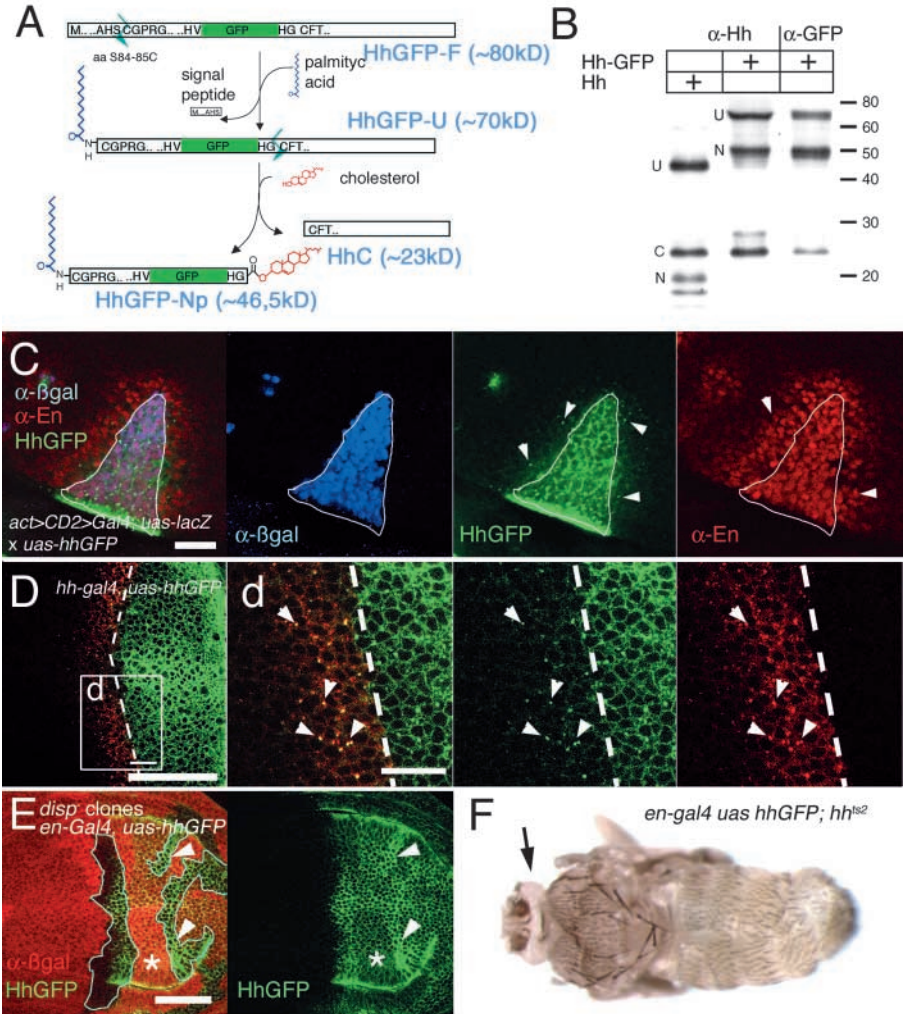 A
M.. ..AHSCGPRG.. ..HV GFP HG CFT..
aa S84-85C
HhGFP-F (~80kD)
signal peptide
M...AHS
palmityc acid
HhGFP-U (~70kD)
O
N
H
CGPRG.. ..HV GFP HG CFT..
HO
cholesterol
CFT..
HhC (~23kD)
O
N
H
CGPRG.. ..HV GFP HG
O
O
HhGFP-Np (~46,5kD)
B
α-Hh α-GFP
Hh-GFP + +
Hh +
U
N
U
C
N
80
60
50
40
30
20
C
α-ßgal
α-En
HhGFP
act>CD2>Gal4; uas-lacZ
x uas-hhGFP
α-ßgal
HhGFP
α-En
D hh-gal4, uas-hhGFP
d
d
E disp⁻ clones
en-Gal4, uas-hhGFP
*
α-ßgal
HhGFP
*
HhGFP
F en-gal4 uas hhGFP; hhts2